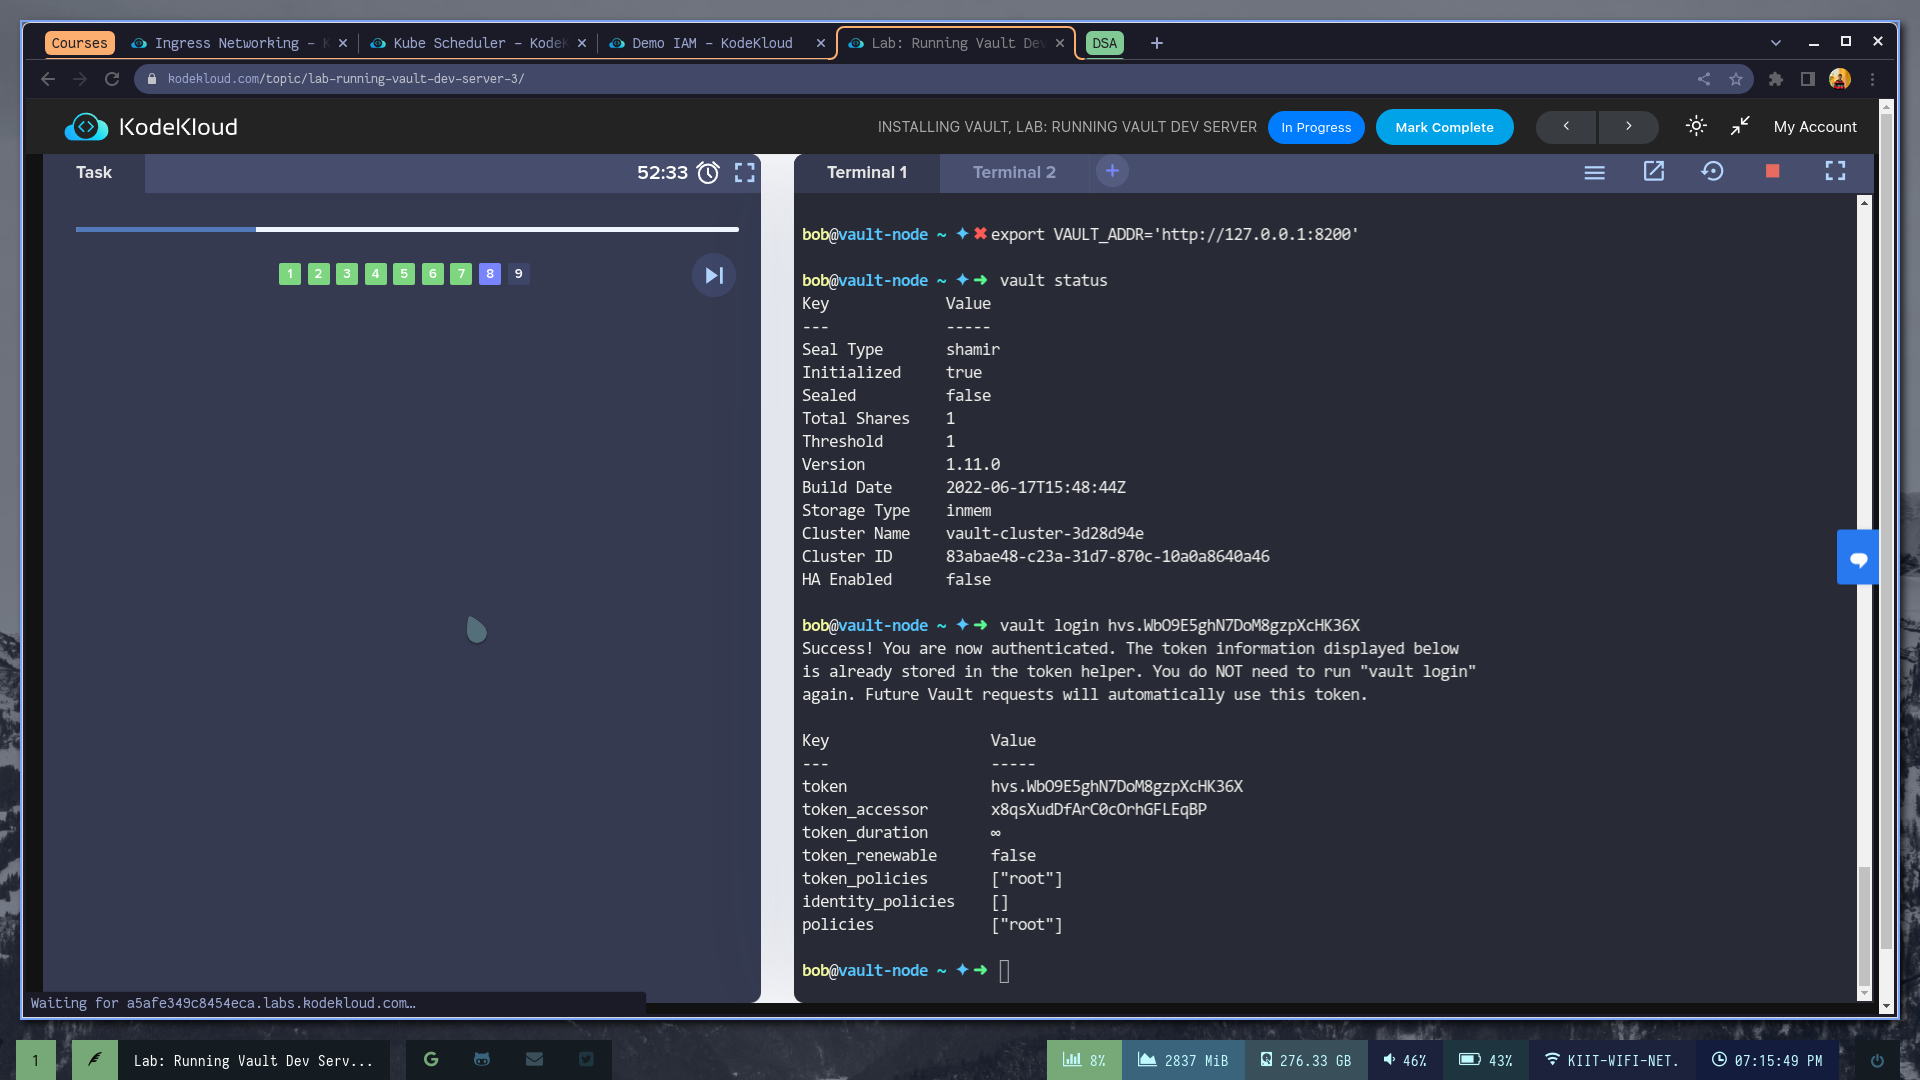 Courses
Ingress Networking – K
Kube Scheduler – KodeK
Demo IAM – KodeKloud
Lab: Running Vault Dev
DSA
kodekloud.com/topic/lab-running-vault-dev-server-3/
KodeKloud
INSTALLING VAULT, LAB: RUNNING VAULT DEV SERVER
In Progress
Mark Complete
My Account
Task
52:33
Terminal 1
Terminal 2
1 2 3 4 5 6 7 8 9
bob@vault-node ~ ✦ ✖ export VAULT_ADDR='http://127.0.0.1:8200'
bob@vault-node ~ ✦ ➜ vault status
Key Value
--- -----
Seal Type shamir
Initialized true
Sealed false
Total Shares 1
Threshold 1
Version 1.11.0
Build Date 2022-06-17T15:48:44Z
Storage Type inmem
Cluster Name vault-cluster-3d28d94e
Cluster ID 83abae48-c23a-31d7-870c-10a0a8640a46
HA Enabled false
bob@vault-node ~ ✦ ➜ vault login hvs.WbO9E5ghN7DoM8gzpXcHK36X
Success! You are now authenticated. The token information displayed below
is already stored in the token helper. You do NOT need to run "vault login"
again. Future Vault requests will automatically use this token.
Key Value
--- -----
token hvs.WbO9E5ghN7DoM8gzpXcHK36X
token_accessor x8qsXudDfArC0cOrhGFLEqBP
token_duration ∞
token_renewable false
token_policies ["root"]
identity_policies []
policies ["root"]
bob@vault-node ~ ✦ ➜
Waiting for a5afe349c8454eca.labs.kodekloud.com…
1
Lab: Running Vault Dev Serv...
8%
2837 MiB
276.33 GB
46%
43%
KIIT-WIFI-NET.
07:15:49 PM